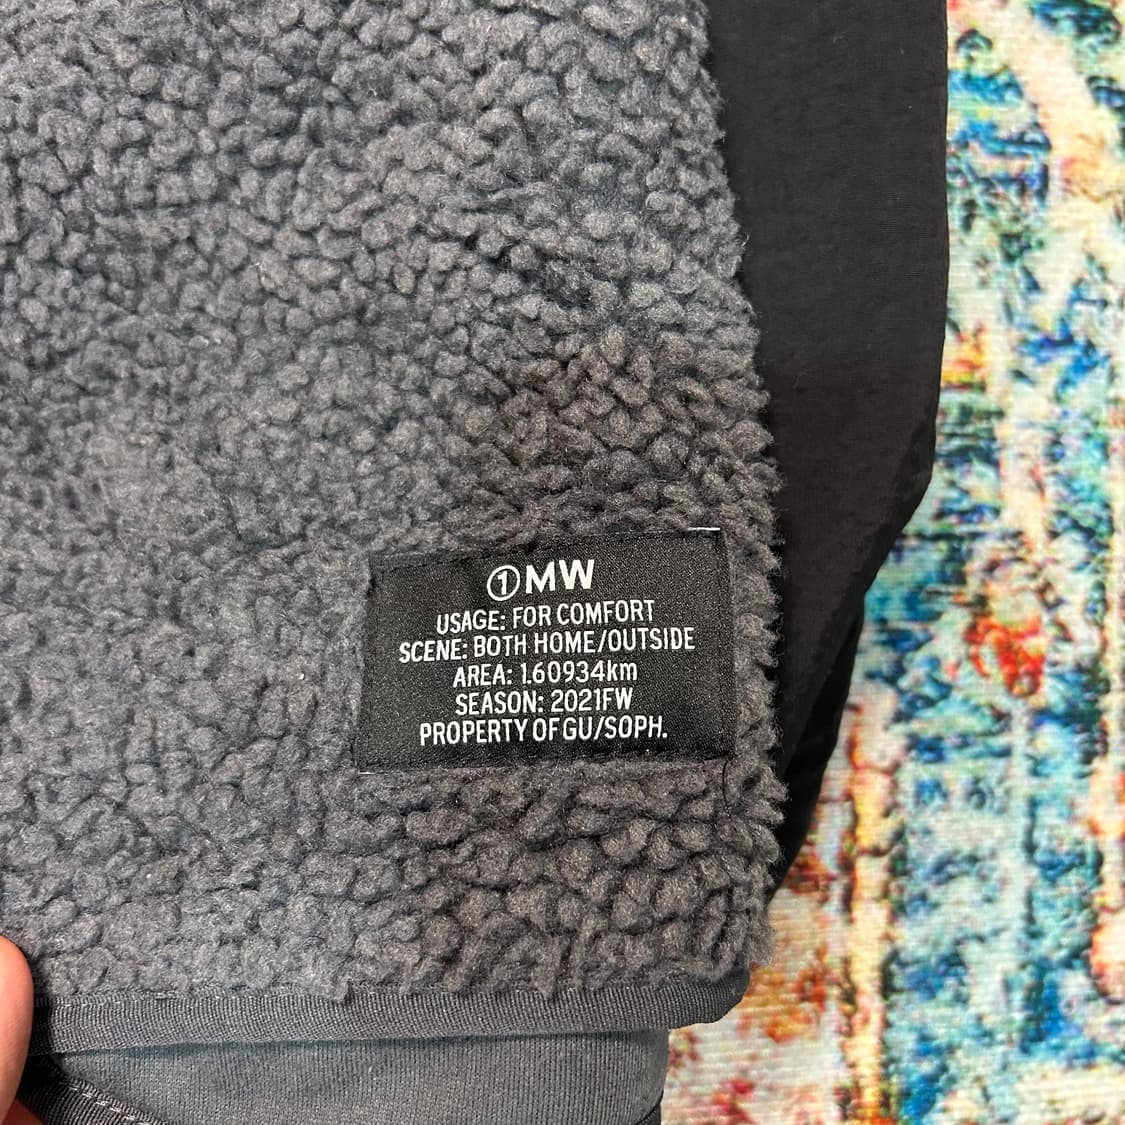 ①MW
USAGE: FOR COMFORT
SCENE: BOTH HOME/OUTSIDE
AREA: 1.60934km
SEASON: 2021FW
PROPERTY OF GU/SOPH.